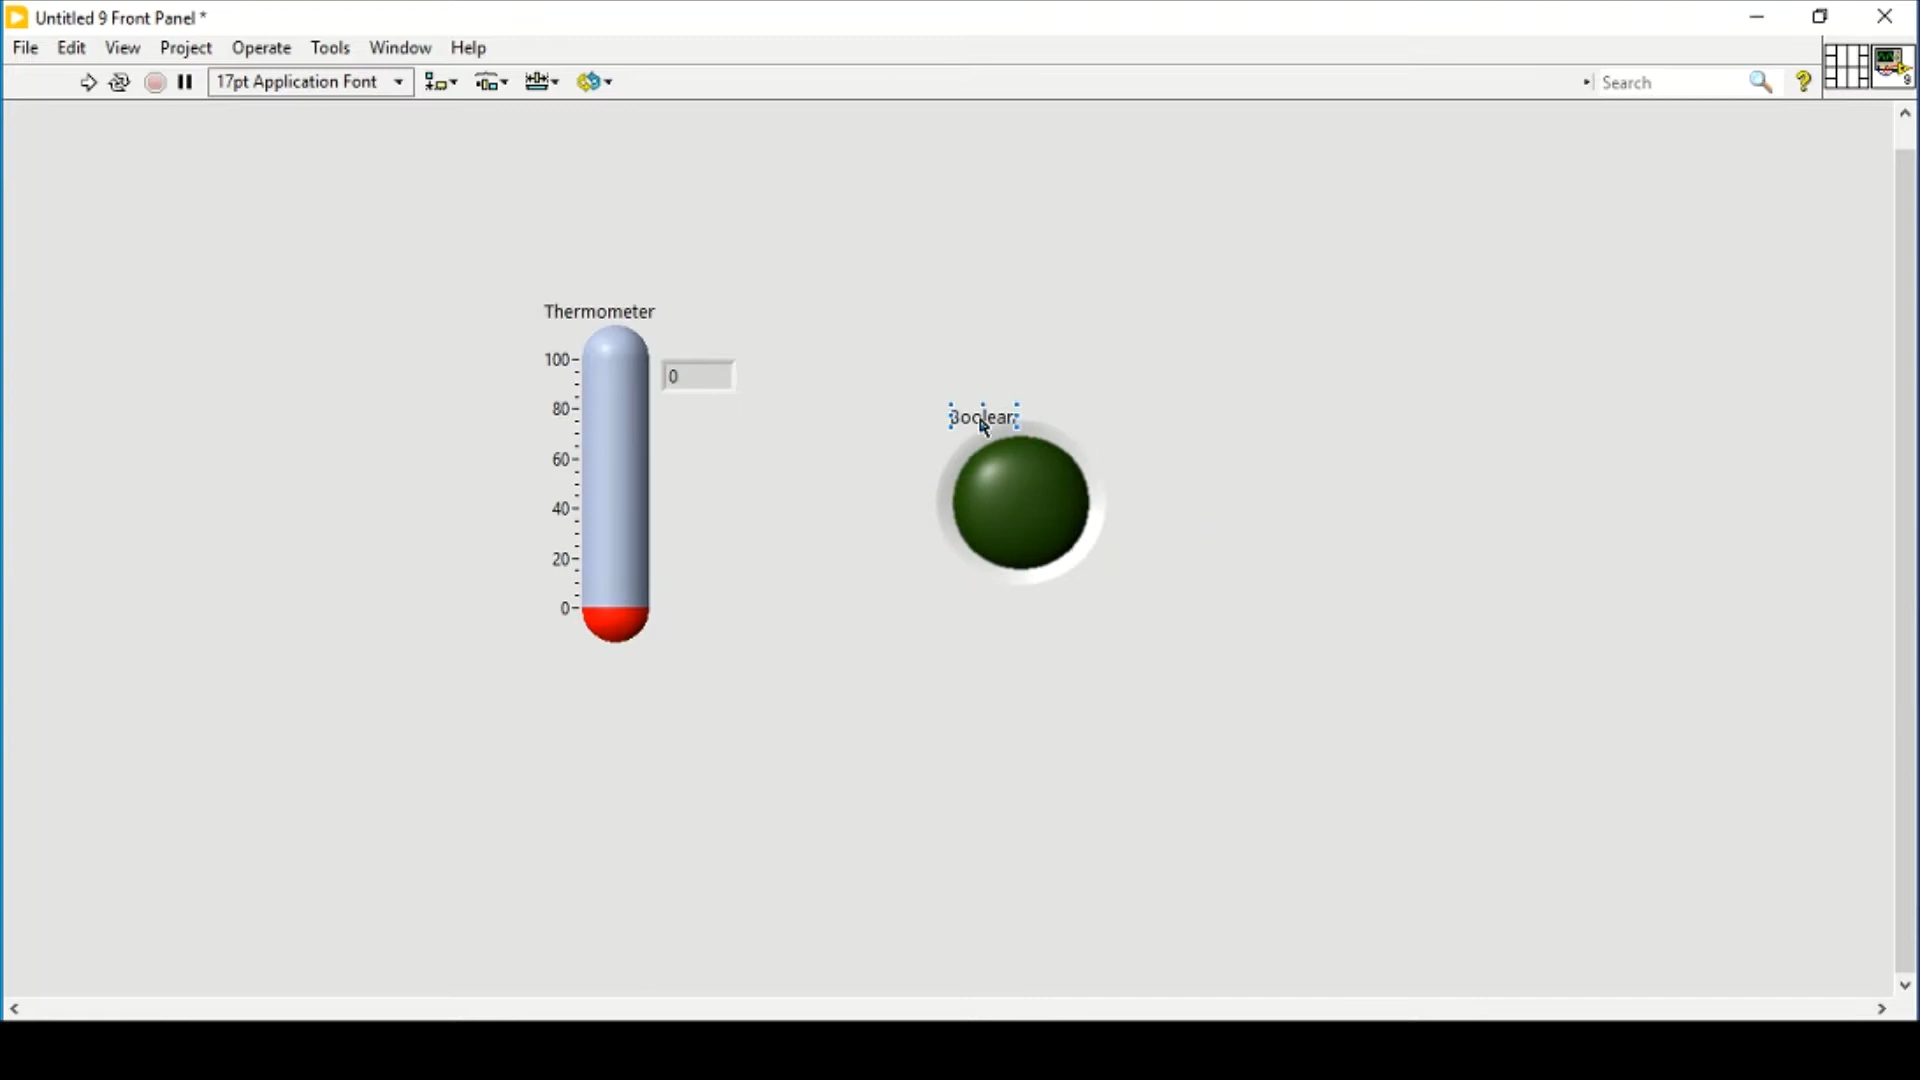 Untitled 9 Front Panel *
File Edit View Project Operate Tools Window Help
17pt Application Font
Search
?
9
Thermometer
100
80
60
40
20
0
0
Boolean